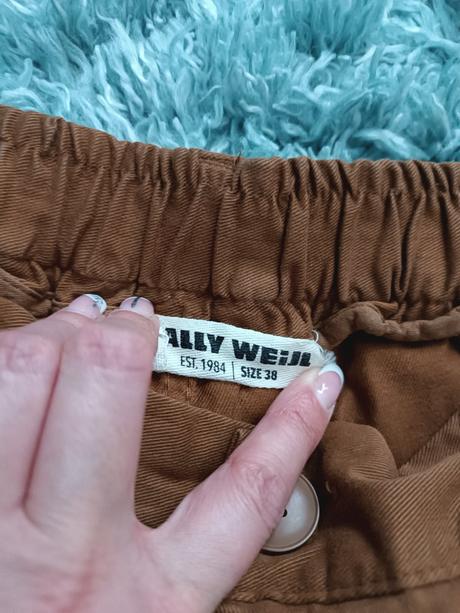 ALLY WEIJL
EST. 1984 | SIZE 38